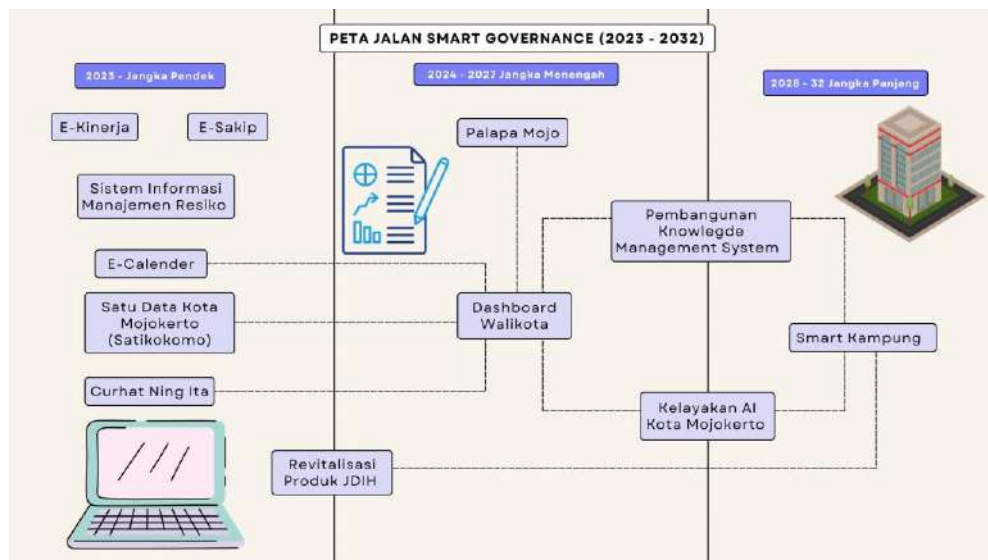 PETA JALAN SMART GOVERNANCE (2023 - 2032)
2023 - Jangka Pendek
2024 - 2027 Jangka Menengah
2028 - 32 Jangka Panjang
E-Kinerja
E-Sakip
Palapa Mojo
Sistem Informasi
Manajemen Resiko
Pembangunan
Knowlegde
Management System
E-Calender
Satu Data Kota
Mojokerto
(Satikokomo)
Dashboard
Walikota
Smart Kampung
Curhat Ning Ita
Kelayakan AI
Kota Mojokerto
Revitalisasi
Produk JDIH